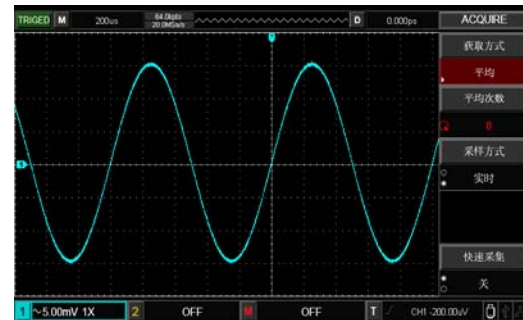 TRIGED M 200us 64.0kpts D 0.000ps ACQUIRE
20.0MSa/s
获取方式
平均
平均次数
8
采样方式
实时
快速采集
关
1 ~5.00mV 1X 2 OFF M OFF T CH1 -200.00uV